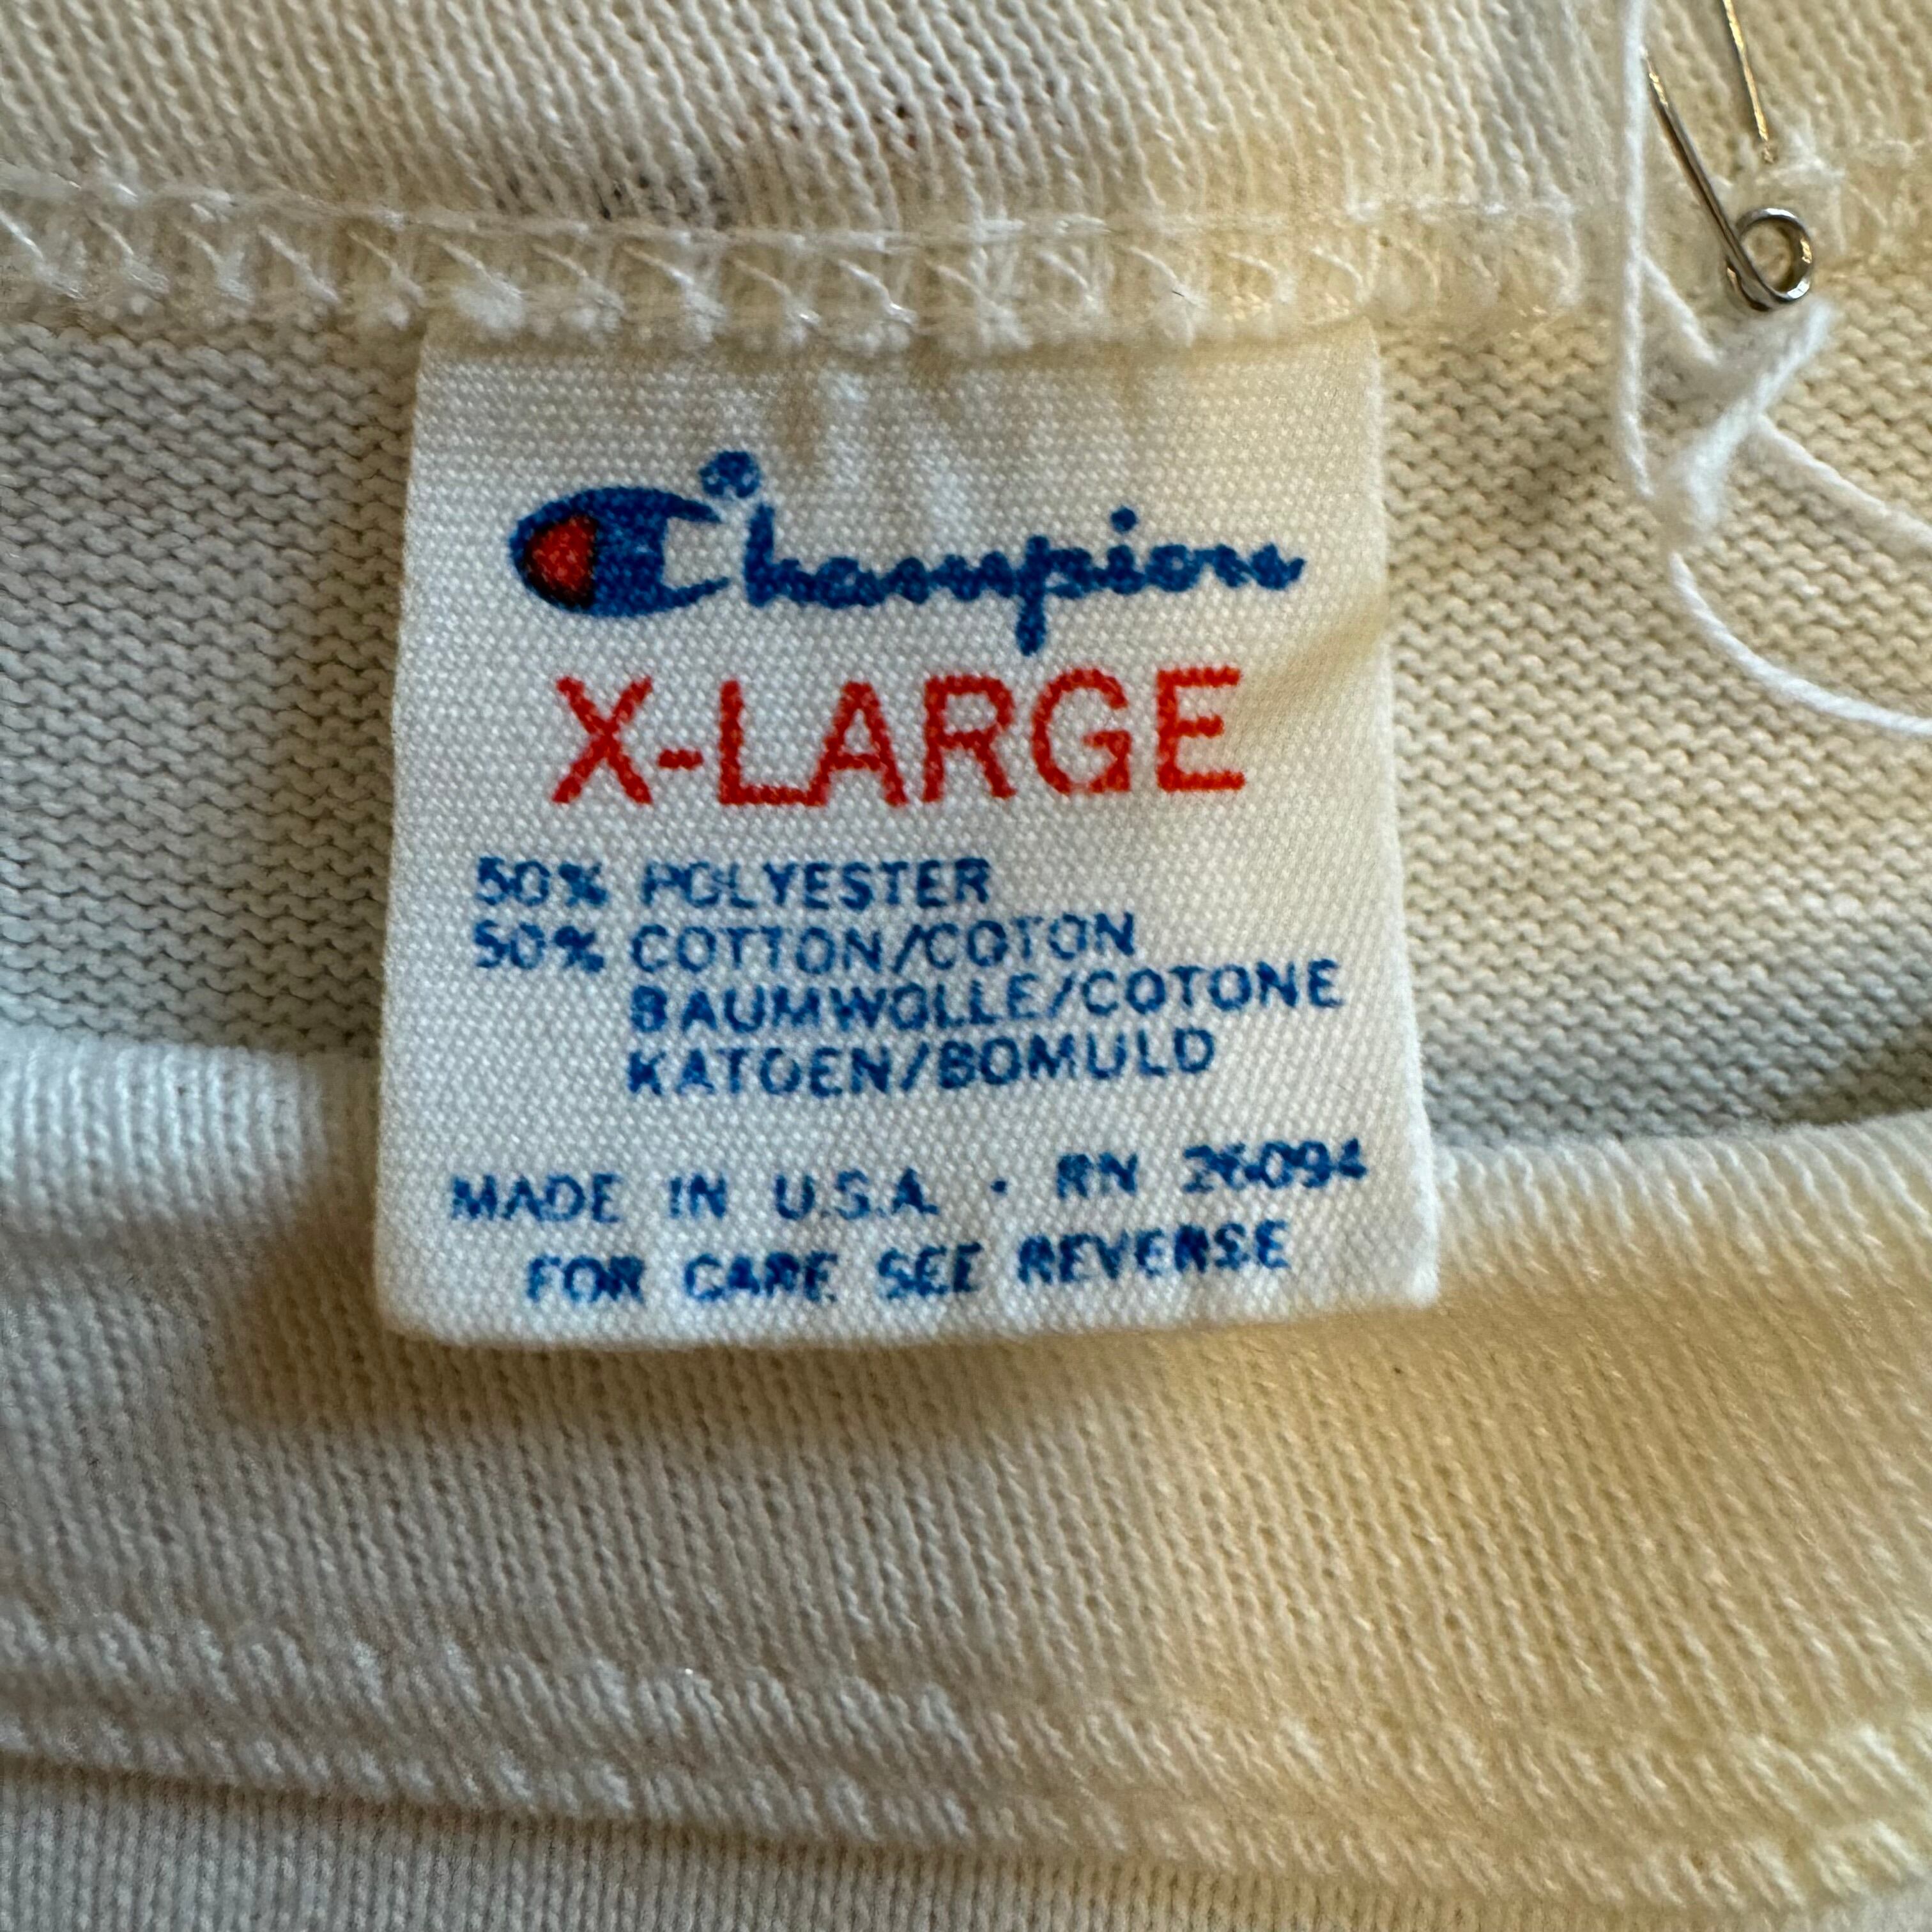 Champion
X-LARGE
50% POLYESTER
50% COTTON/COTON
BAUMWOLLE/COTONE
KATOEN/BOMULD
MADE IN U.S.A. · RN 26094
FOR CARE SEE REVERSE